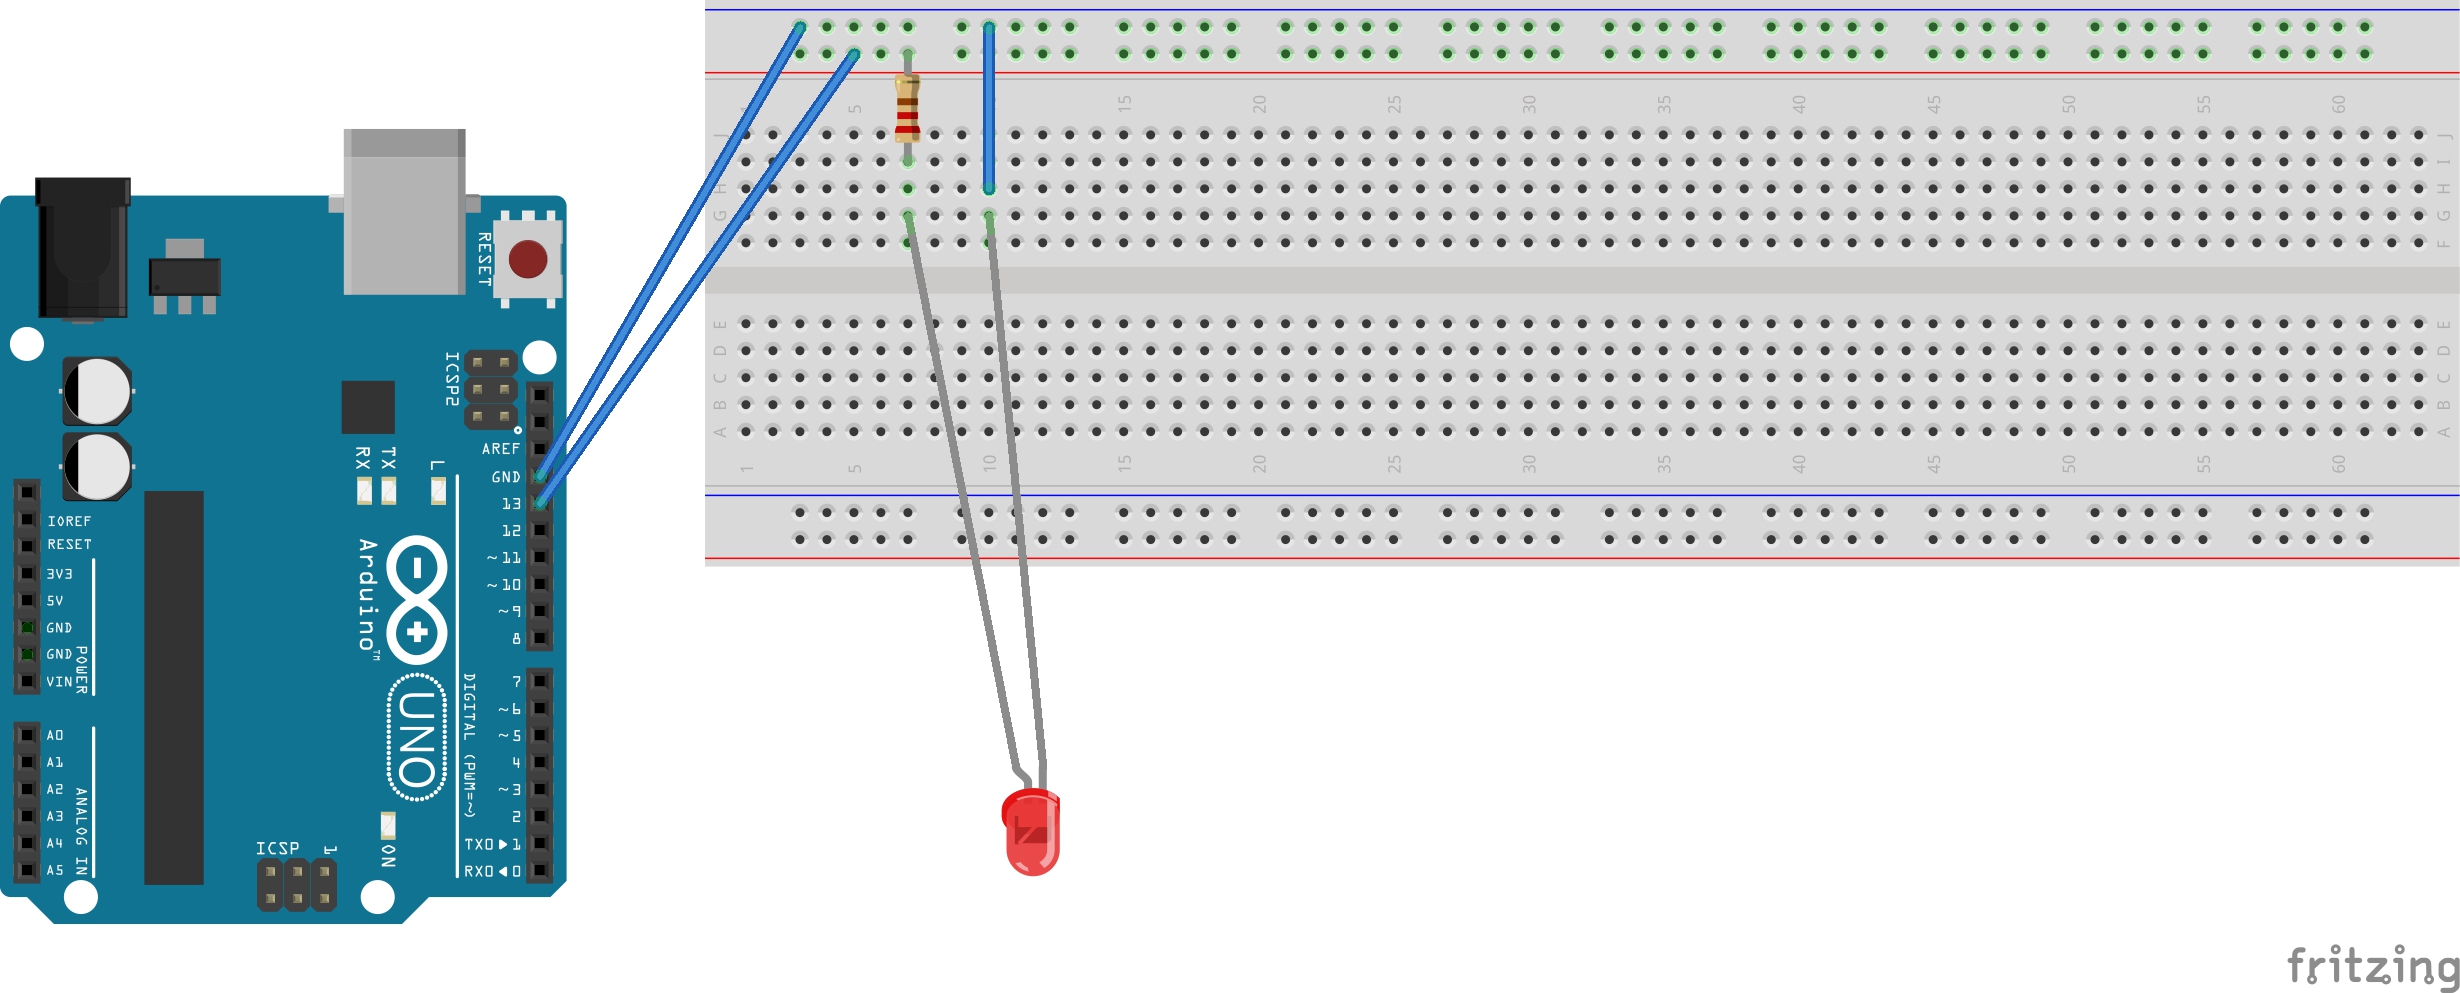 RESET
ICSP2
AREF
GND
13
12
~11
~10
~9
8
7
~6
~5
4
~3
2
TX0▶1
RX0◀0
RX
TX
L
Arduino™
UNO
DIGITAL (PWM=~)
ON
ICSP
1
IOREF
RESET
3V3
5V
GND
GND
VIN
POWER
A0
A1
A2
A3
A4
A5
ANALOG IN
1 5 15 20 25 30 35 40 45 50 55 60
J J
I
H H
G G
F
E E
D D
C C
B B
A A
1 5 10 15 20 25 30 35 40 45 50 55 60
fritzing